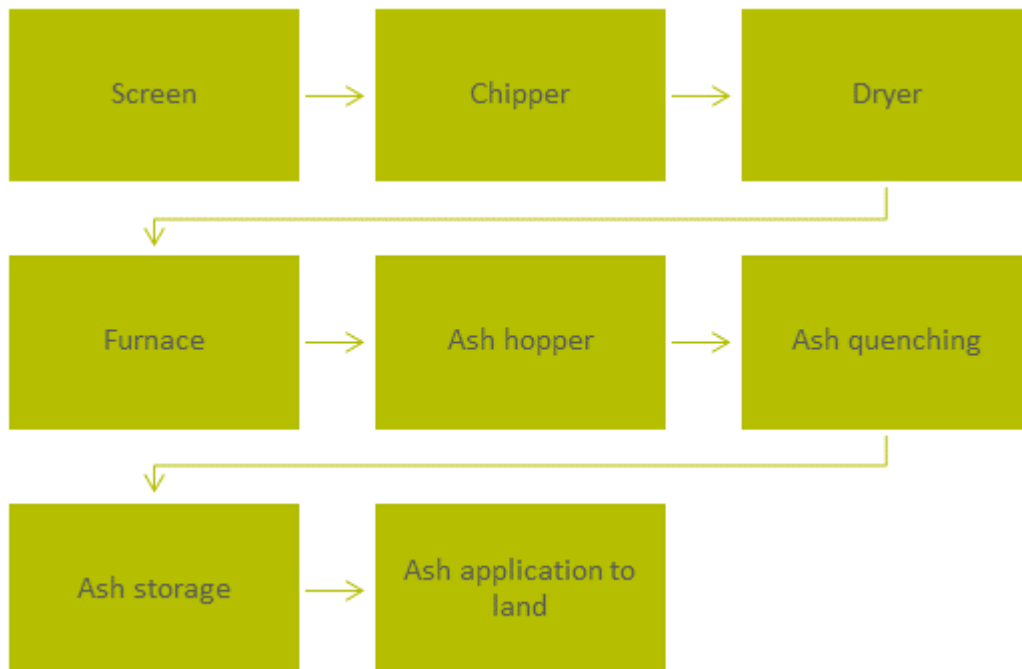 Screen
Chipper
Dryer
Furnace
Ash hopper
Ash quenching
Ash storage
Ash application to
land